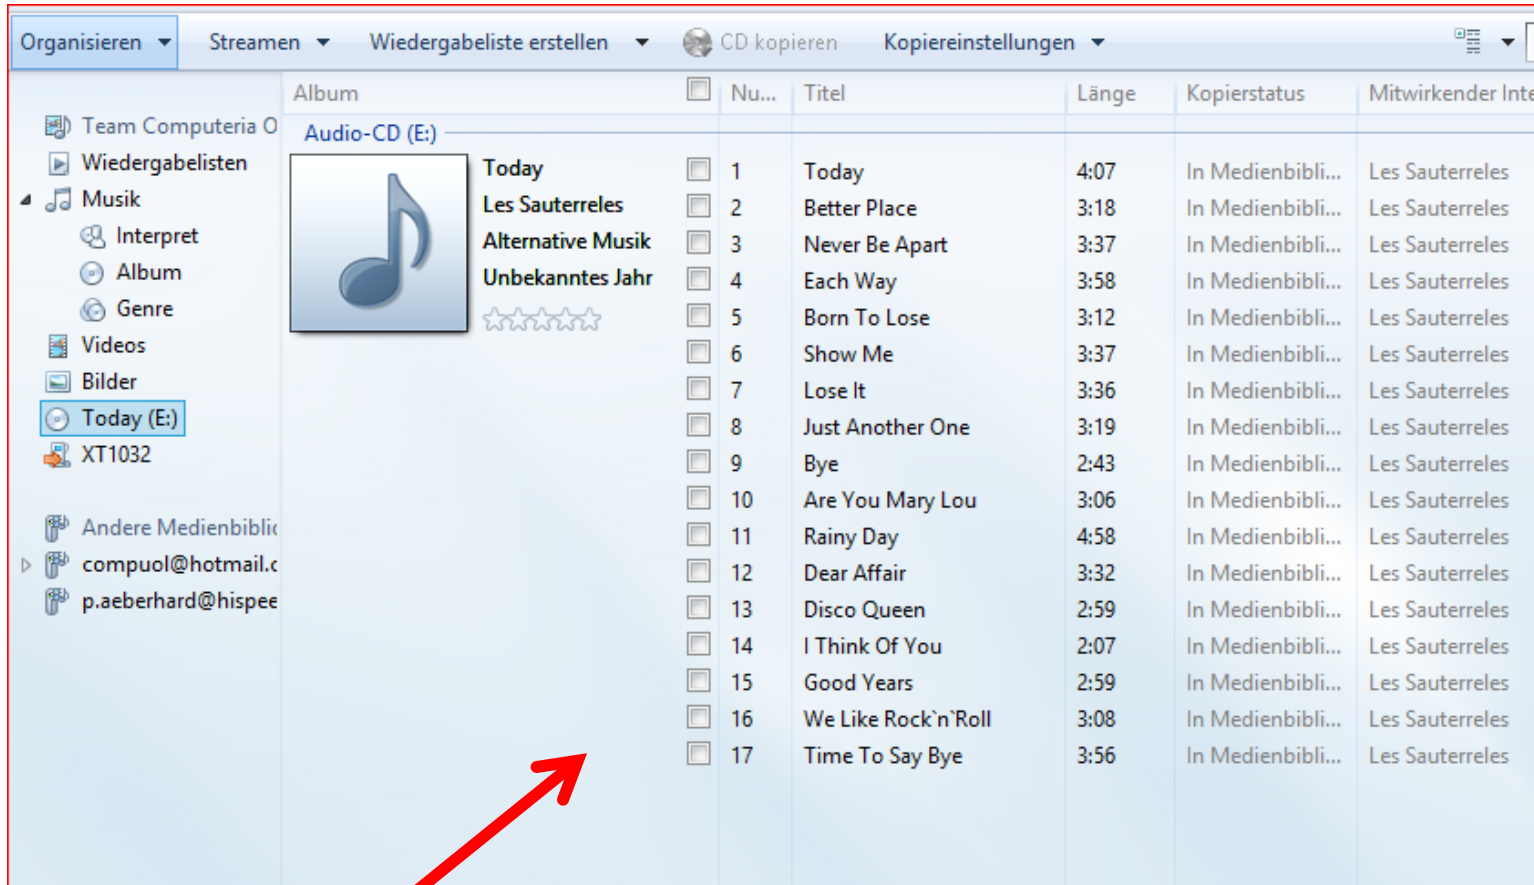 Organisieren Streamen Wiedergabeliste erstellen CD kopieren Kopiereinstellungen
Album Nu... Titel Länge Kopierstatus Mitwirkender Inte
Team Computeria O
Wiedergabelisten
Musik
Interpret
Album
Genre
Videos
Bilder
Today (E:)
XT1032
Andere Medienbiblio
compuol@hotmail.c
p.aeberhard@hispee
Audio-CD (E:)
Today
Les Sauterreles
Alternative Musik
Unbekanntes Jahr
1 Today 4:07 In Medienbibli... Les Sauterreles
2 Better Place 3:18 In Medienbibli... Les Sauterreles
3 Never Be Apart 3:37 In Medienbibli... Les Sauterreles
4 Each Way 3:58 In Medienbibli... Les Sauterreles
5 Born To Lose 3:12 In Medienbibli... Les Sauterreles
6 Show Me 3:37 In Medienbibli... Les Sauterreles
7 Lose It 3:36 In Medienbibli... Les Sauterreles
8 Just Another One 3:19 In Medienbibli... Les Sauterreles
9 Bye 2:43 In Medienbibli... Les Sauterreles
10 Are You Mary Lou 3:06 In Medienbibli... Les Sauterreles
11 Rainy Day 4:58 In Medienbibli... Les Sauterreles
12 Dear Affair 3:32 In Medienbibli... Les Sauterreles
13 Disco Queen 2:59 In Medienbibli... Les Sauterreles
14 I Think Of You 2:07 In Medienbibli... Les Sauterreles
15 Good Years 2:59 In Medienbibli... Les Sauterreles
16 We Like Rock`n`Roll 3:08 In Medienbibli... Les Sauterreles
17 Time To Say Bye 3:56 In Medienbibli... Les Sauterreles